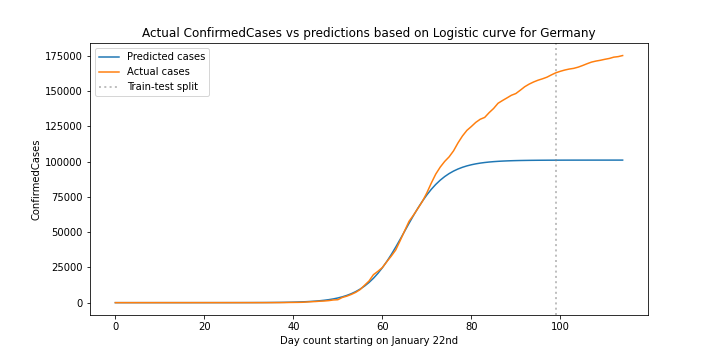 Actual ConfirmedCases vs predictions based on Logistic curve for Germany
Predicted cases
Actual cases
Train-test split
175000
150000
125000
100000
75000
50000
25000
0
ConfirmedCases
0 20 40 60 80 100
Day count starting on January 22nd